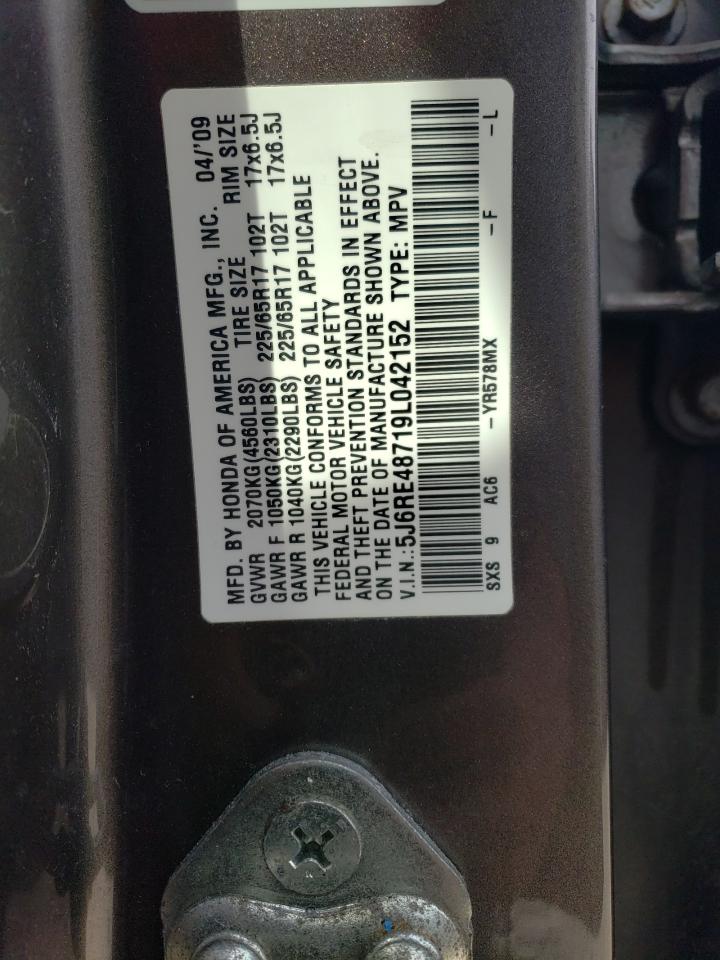 MFD. BY HONDA OF AMERICA MFG., INC. 04/'09
GVWR 2070KG(4560LBS) TIRE SIZE RIM SIZE
GAWR F 1050KG(2310LBS) 225/65R17 102T 17x6.5J
GAWR R 1040KG(2290LBS) 225/65R17 102T 17x6.5J
THIS VEHICLE CONFORMS TO ALL APPLICABLE
FEDERAL MOTOR VEHICLE SAFETY
AND THEFT PREVENTION STANDARDS IN EFFECT
ON THE DATE OF MANUFACTURE SHOWN ABOVE.
V.I.N.:5J6RE48719L042152 TYPE: MPV
SXS 9 AC6 -YR578MX -F -L